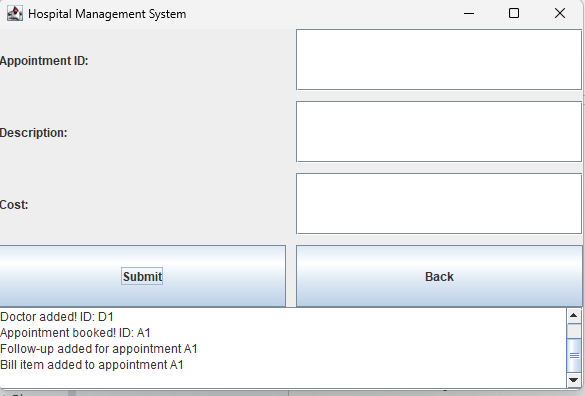 Hospital Management System
Appointment ID:
Description:
Cost:
Submit Back
Doctor added! ID: D1
Appointment booked! ID: A1
Follow-up added for appointment A1
Bill item added to appointment A1